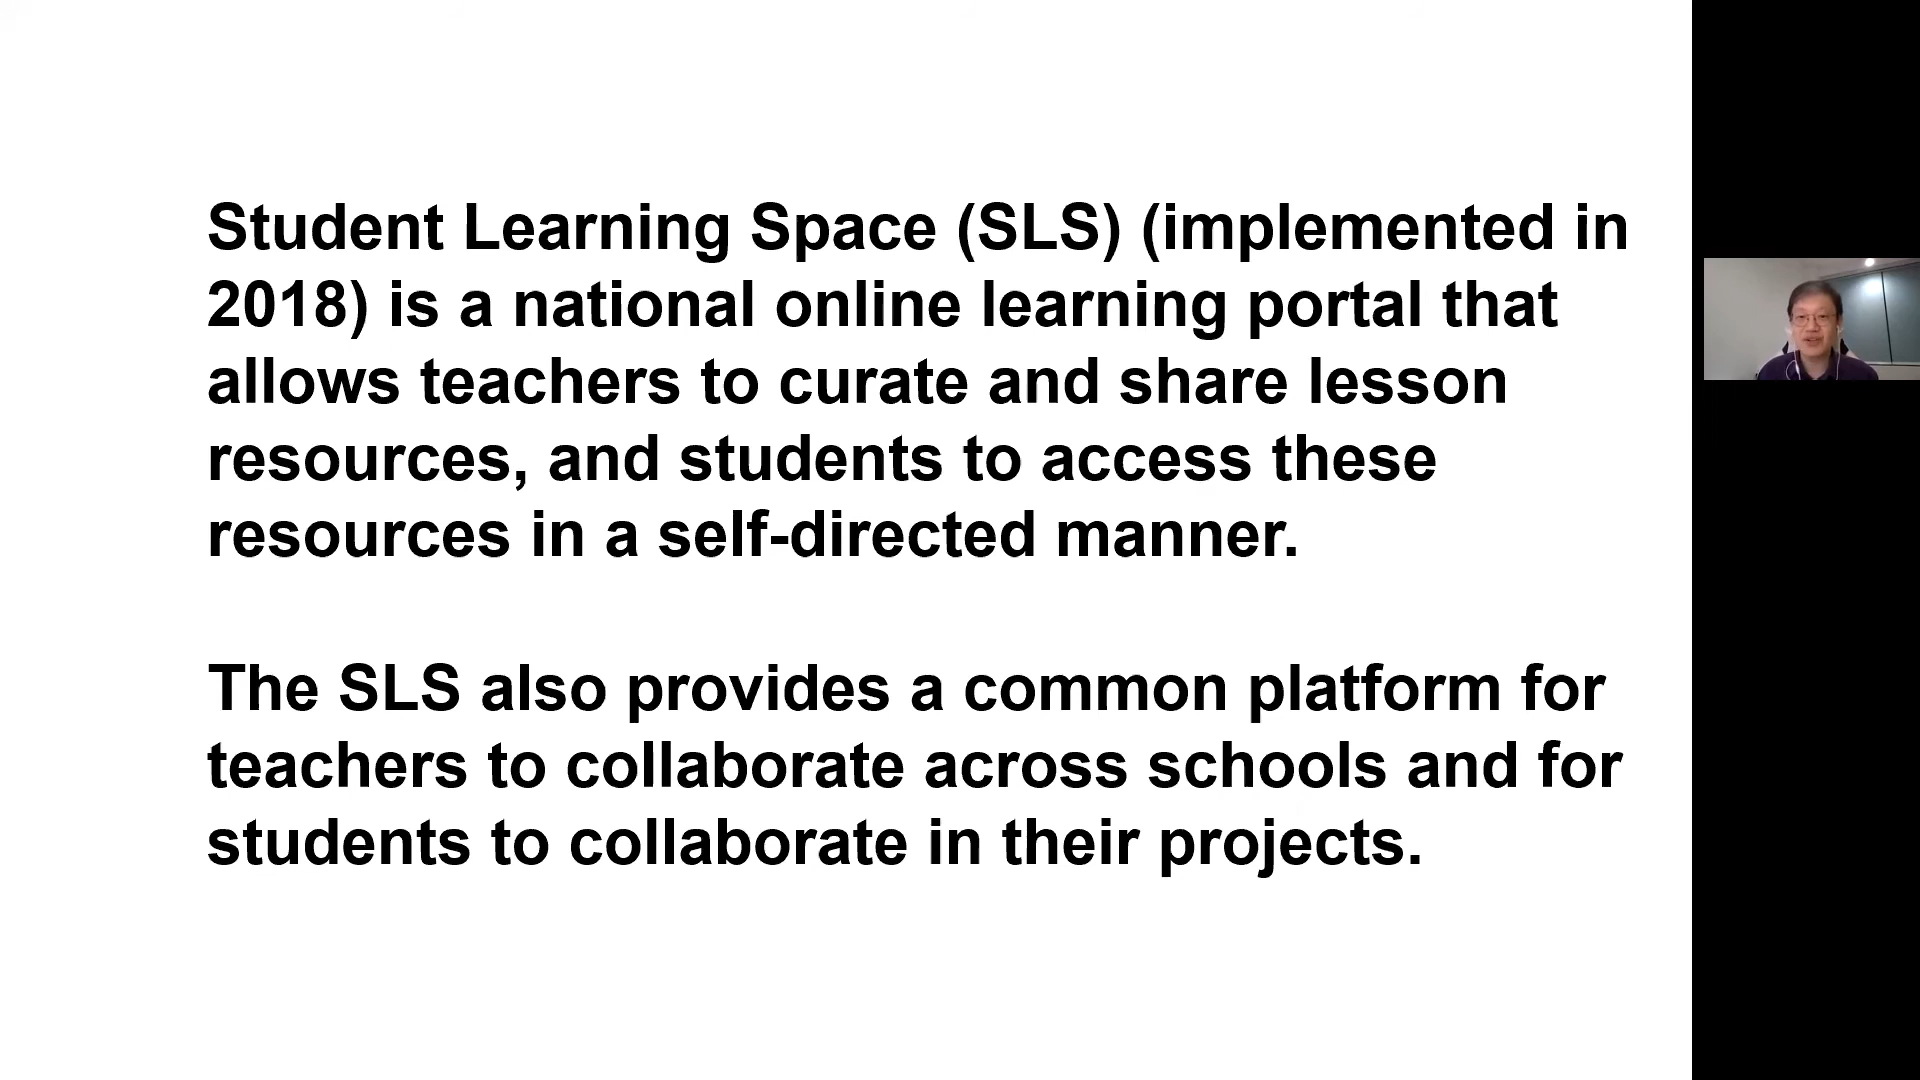 Student Learning Space (SLS) (implemented in
2018) is a national online learning portal that
allows teachers to curate and share lesson
resources, and students to access these
resources in a self-directed manner.
The SLS also provides a common platform for
teachers to collaborate across schools and for
students to collaborate in their projects.